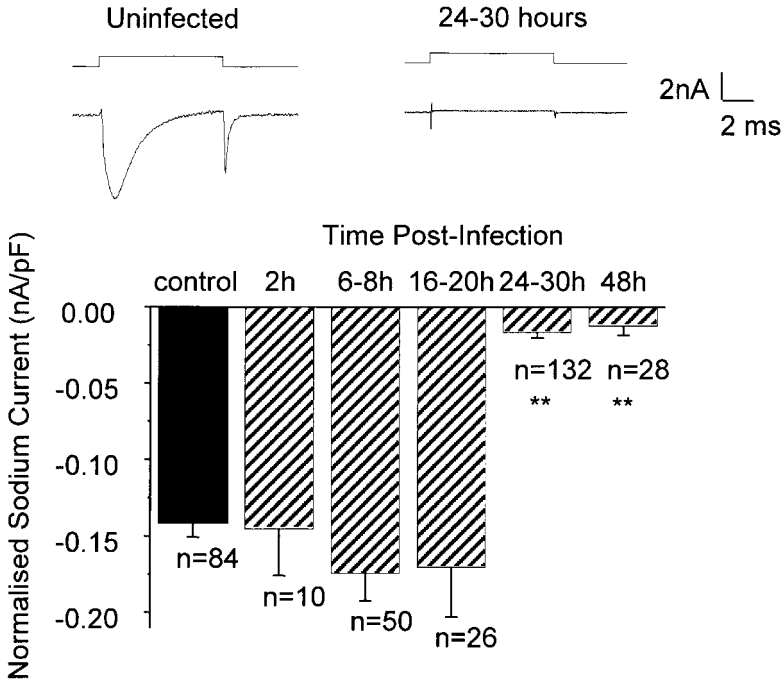 Uninfected
24-30 hours
2nA
2 ms
Time Post-Infection
control 2h 6-8h 16-20h 24-30h 48h
Normalised Sodium Current (nA/pF)
0.00
-0.05
-0.10
-0.15
-0.20
n=84
n=10
n=50
n=26
n=132 n=28
** **